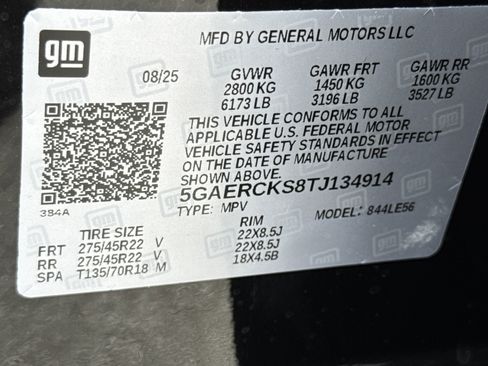 gm
MFD BY GENERAL MOTORS LLC
08/25 GVWR GAWR FRT GAWR RR
2800 KG 1450 KG 1600 KG
6173 LB 3196 LB 3527 LB
THIS VEHICLE CONFORMS TO ALL
APPLICABLE U.S. FEDERAL MOTOR
VEHICLE SAFETY STANDARDS IN EFFECT
ON THE DATE OF MANUFACTURE
SHOWN ABOVE.
5GAERCKS8TJ134914
384A TYPE: MPV MODEL: 844LE56
TIRE SIZE RIM
FRT 275/45R22 V 22X8.5J
RR 275/45R22 V 22X8.5J
SPA T135/70R18 M 18X4.5B